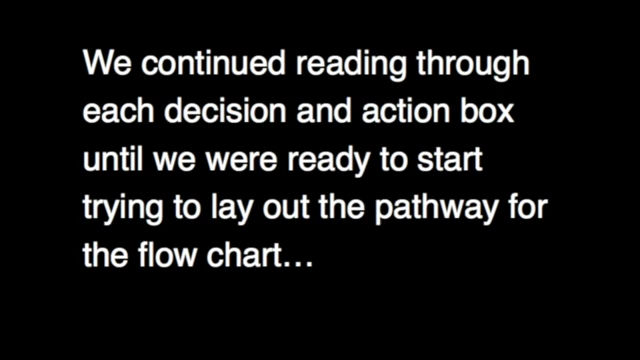 We continued reading through
each decision and action box
until we were ready to start
trying to lay out the pathway for
the flow chart…